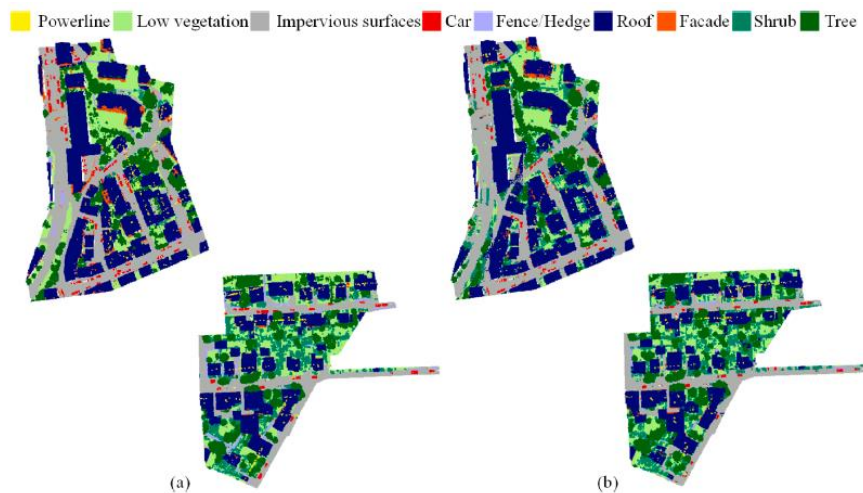 Powerline Low vegetation Impervious surfaces Car Fence/Hedge Roof Facade Shrub Tree
(a) (b)